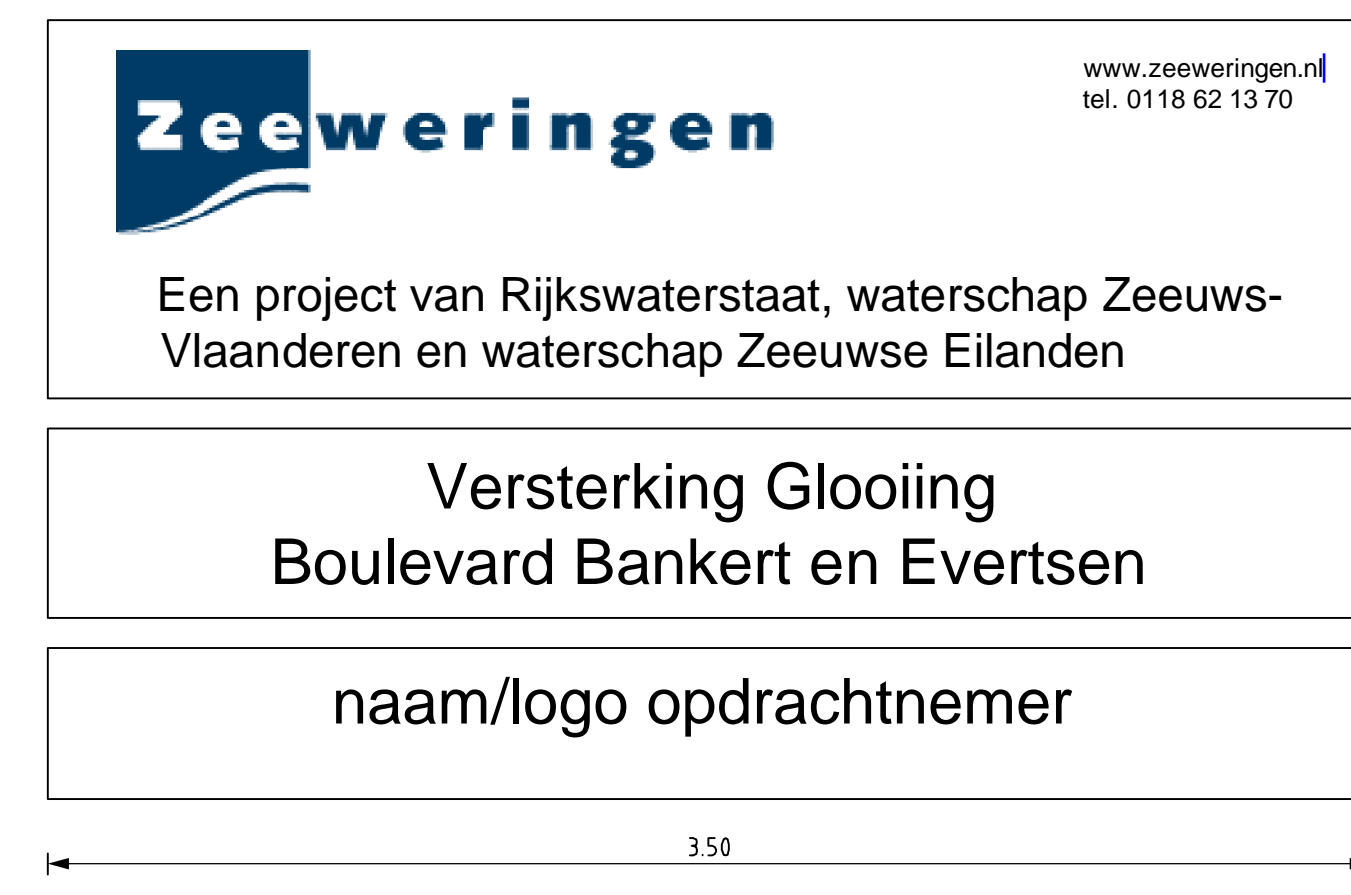 Zeeweringen
www.zeeweringen.nl
tel. 0118 62 13 70
Een project van Rijkswaterstaat, waterschap Zeeuws-
Vlaanderen en waterschap Zeeuwse Eilanden
Versterking Glooiing
Boulevard Bankert en Evertsen
naam/logo opdrachtnemer
3.50